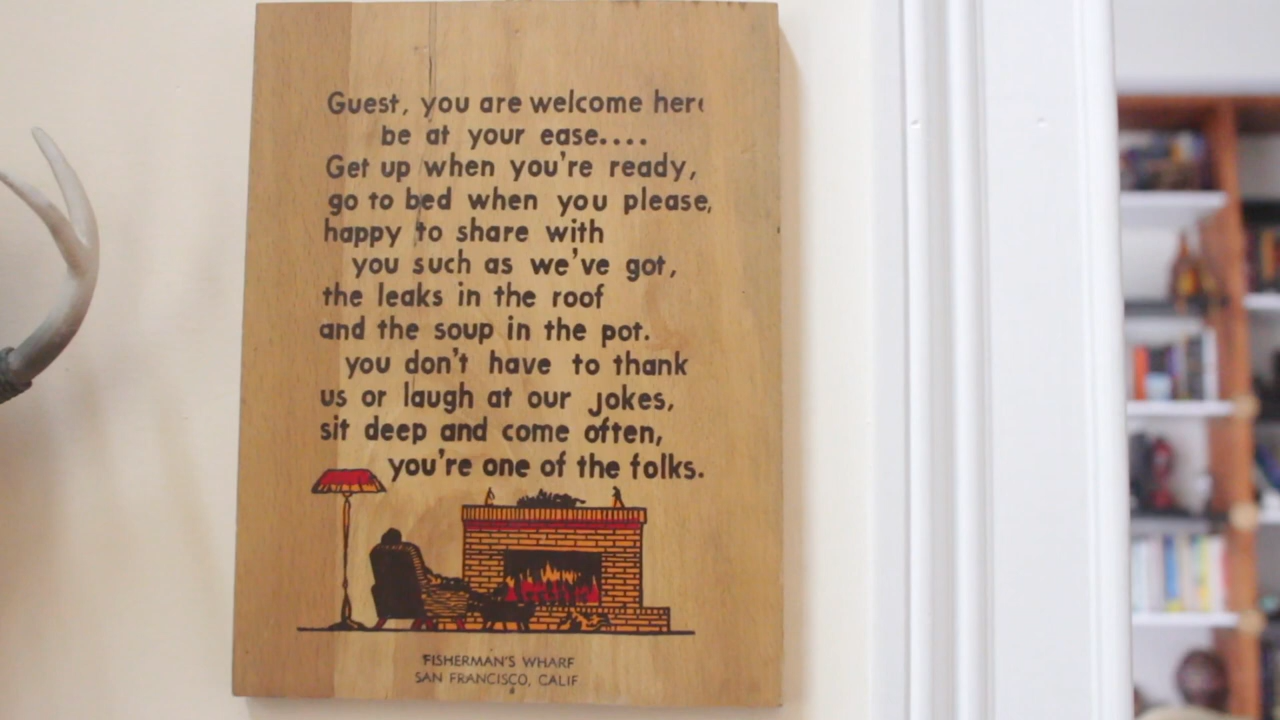 Guest, you are welcome here
be at your ease....
Get up when you're ready,
go to bed when you please,
happy to share with
you such as we've got,
the leaks in the roof
and the soup in the pot.
you don't have to thank
us or laugh at our jokes,
sit deep and come often,
you're one of the folks.
FISHERMAN'S WHARF
SAN FRANCISCO, CALIF